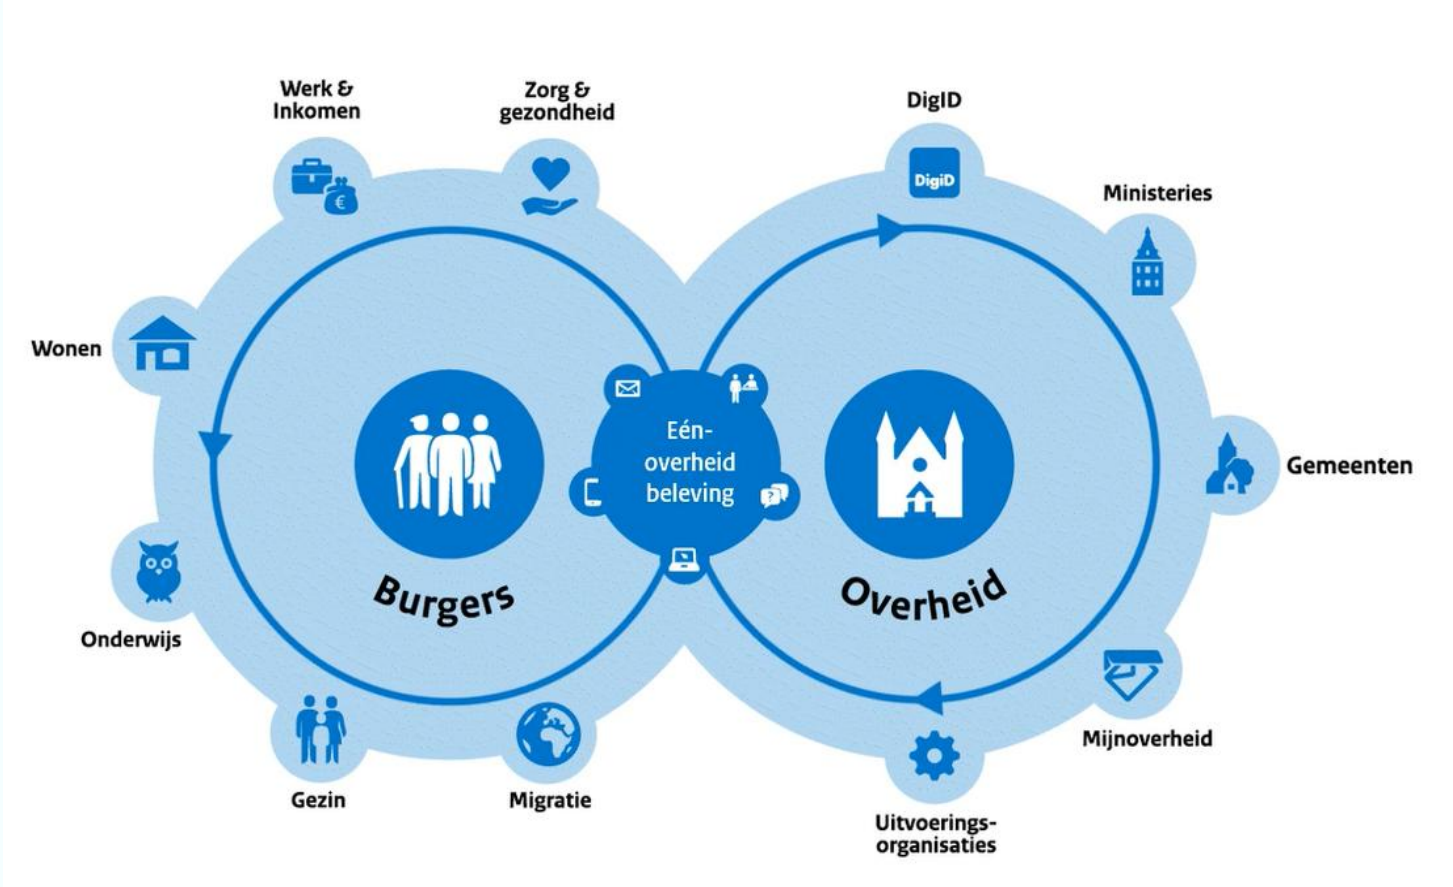 Werk &
Inkomen
Zorg &
gezondheid
DigID
DigiD
Ministeries
Wonen
€
Eén-
overheid
beleving
?
Gemeenten
Burgers
Overheid
Onderwijs
Mijnoverheid
Gezin
Migratie
Uitvoerings-
organisaties